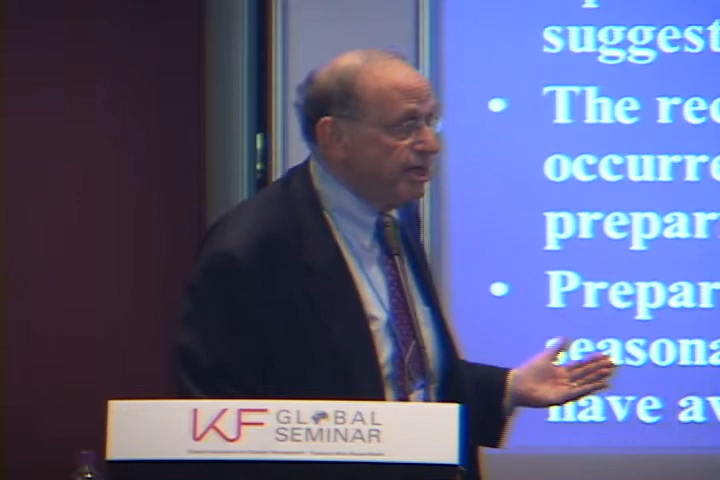 suggest
• The rec
occurre
prepar
• Prepar
seasona
have av
KF GLOBAL
SEMINAR